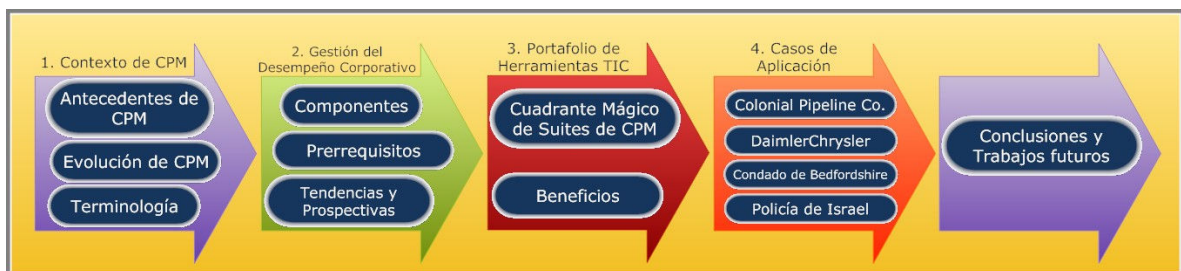 1. Contexto de CPM
Antecedentes de
CPM
Evolución de CPM
Terminología
2. Gestión del
Desempeño Corporativo
Componentes
Prerrequisitos
Tendencias y
Prospectivas
3. Portafolio de
Herramientas TIC
Cuadrante Mágico
de Suites de CPM
Beneficios
4. Casos de
Aplicación
Colonial Pipeline Co.
DaimlerChrysler
Condado de Bedfordshire
Policía de Israel
Conclusiones y
Trabajos futuros